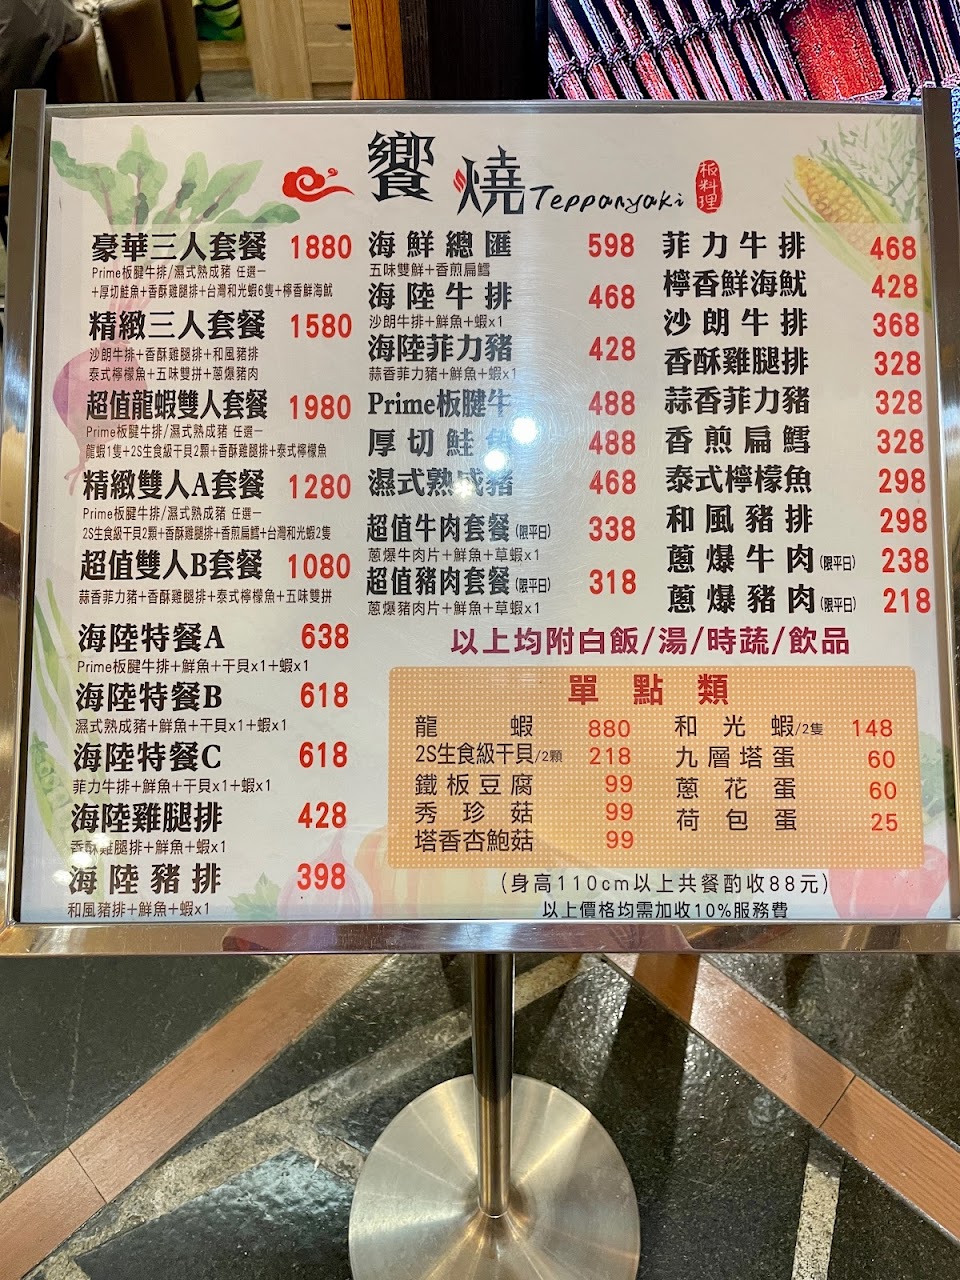 饗燒 Teppanyaki 板料理
豪華三人套餐 1880
Prime板腱牛排/濕式熟成豬 任選一
+厚切鮭魚+香酥雞腿排+台灣和光蝦6隻+檸香鮮海魷
精緻三人套餐 1580
沙朗牛排+香酥雞腿排+和風豬排
泰式檸檬魚+五味雙拼+蔥爆豬肉
超值龍蝦雙人套餐 1980
Prime板腱牛排/濕式熟成豬 任選一
龍蝦1隻+2S生食級干貝2顆+香酥雞腿排+泰式檸檬魚
精緻雙人A套餐 1280
Prime板腱牛排/濕式熟成豬 任選一
2S生食級干貝2顆+香酥雞腿排+香煎扁鱈+台灣和光蝦2隻
超值雙人B套餐 1080
蒜香菲力豬+香酥雞腿排+泰式檸檬魚+五味雙拼
海陸特餐A 638
Prime板腱牛排+鮮魚+干貝x1+蝦x1
海陸特餐B 618
濕式熟成豬+鮮魚+干貝x1+蝦x1
海陸特餐C 618
菲力牛排+鮮魚+干貝x1+蝦x1
海陸雞腿排 428
香酥雞腿排+鮮魚+蝦x1
海陸豬排 398
和風豬排+鮮魚+蝦x1
海鮮總匯 598
五味雙鮮+香煎扁鱈
海陸牛排 468
沙朗牛排+鮮魚+蝦x1
海陸菲力豬 428
蒜香菲力豬+鮮魚+蝦x1
Prime板腱牛 488
厚切鮭魚 488
濕式熟成豬 468
超值牛肉套餐(限平日) 338
蔥爆牛肉片+鮮魚+草蝦x1
超值豬肉套餐(限平日) 318
蔥爆豬肉片+鮮魚+草蝦x1
菲力牛排 468
檸香鮮海魷 428
沙朗牛排 368
香酥雞腿排 328
蒜香菲力豬 328
香煎扁鱈 328
泰式檸檬魚 298
和風豬排 298
蔥爆牛肉(限平日) 238
蔥爆豬肉(限平日) 218
以上均附白飯/湯/時蔬/飲品
單點類
龍蝦 880
2S生食級干貝/2顆 218
鐵板豆腐 99
秀珍菇 99
塔香杏鮑菇 99
和光蝦/2隻 148
九層塔蛋 60
蔥花蛋 60
荷包蛋 25
(身高110cm以上共餐酌收88元)
以上價格均需加收10%服務費